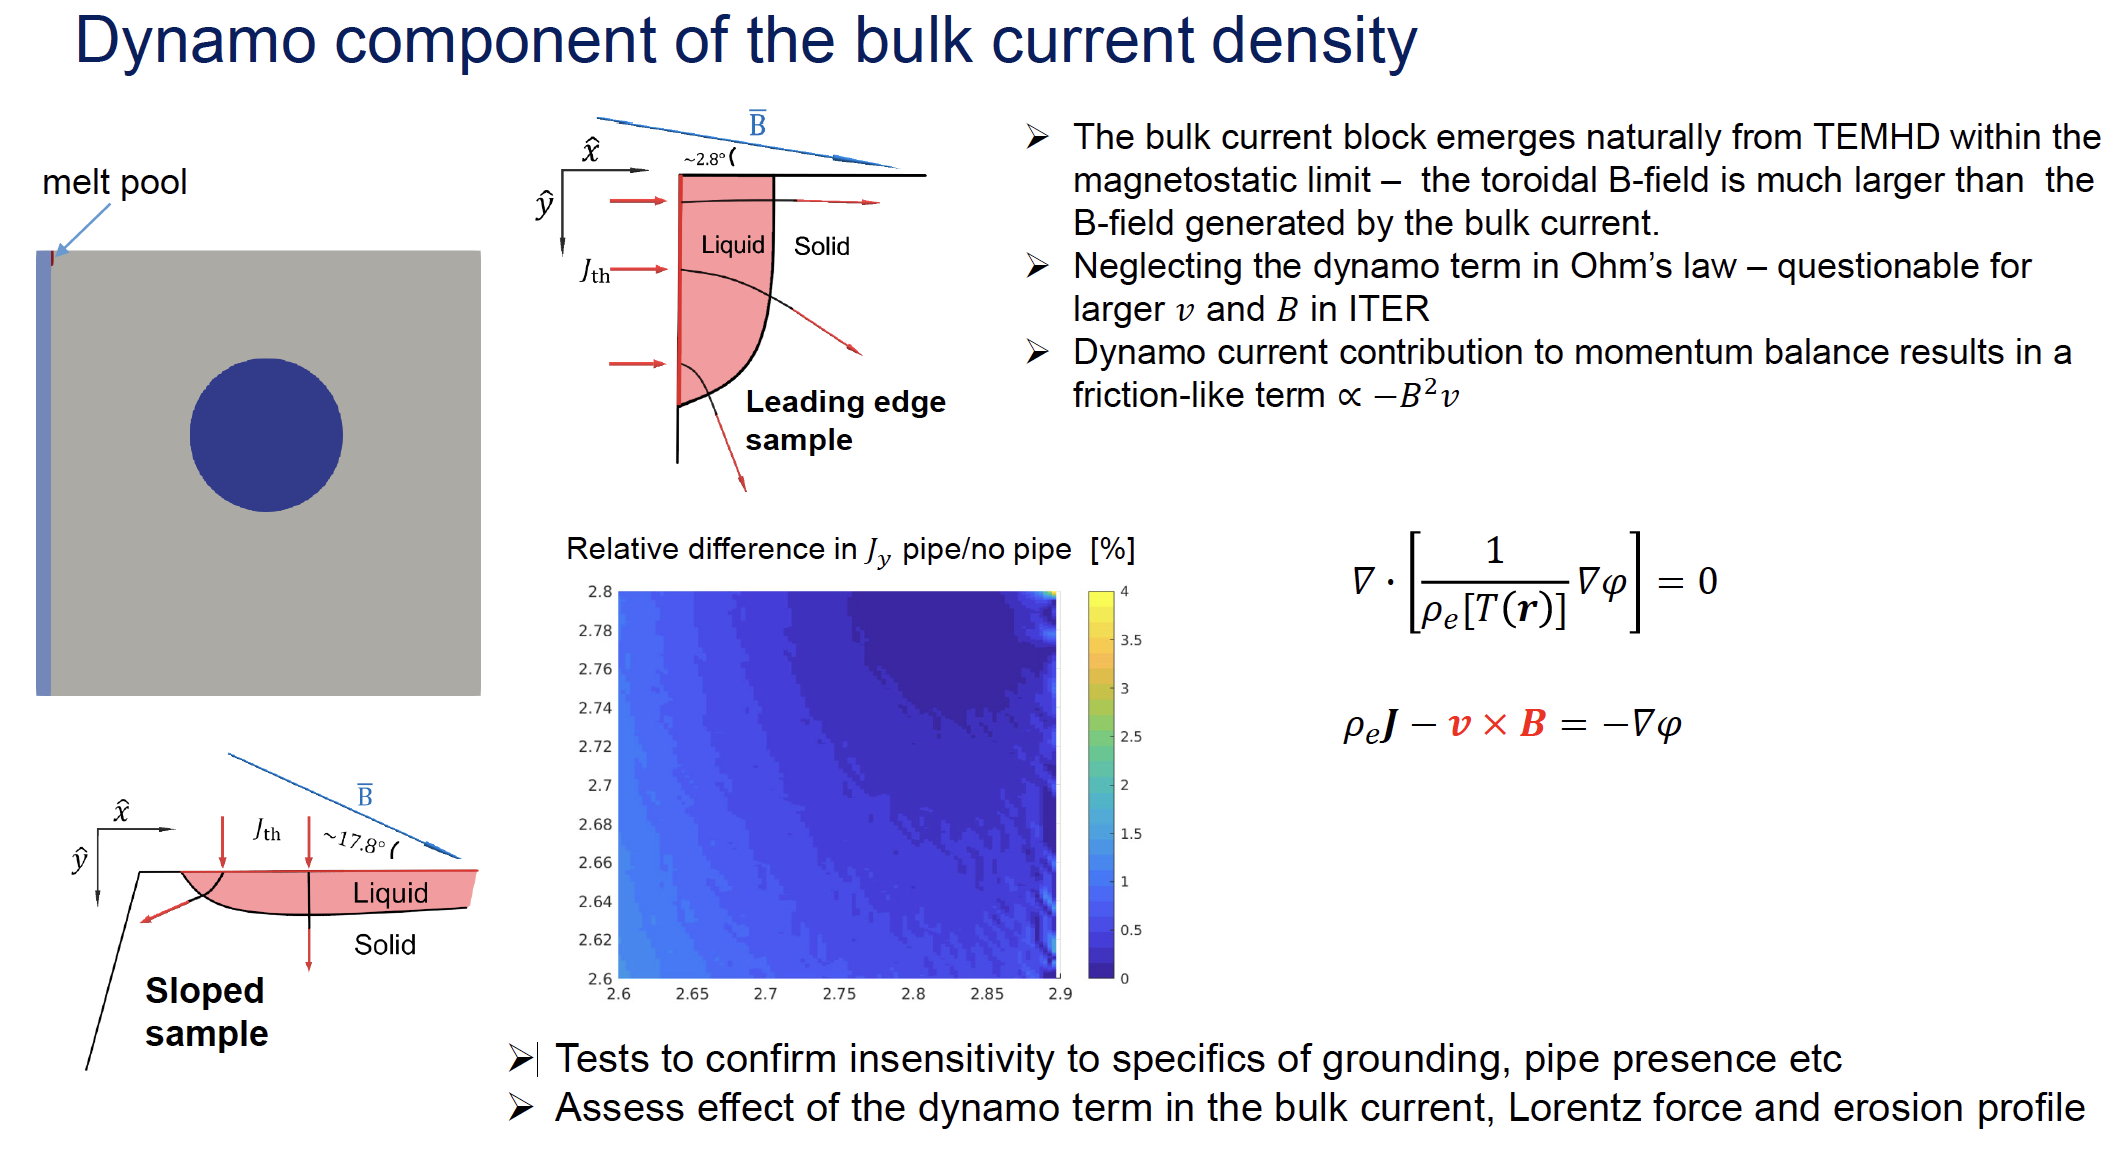 Dynamo component of the bulk current density
melt pool
B̅
x̂
~2.8°(
ŷ
Liquid
Solid
J_th
Leading edge
sample
➢ The bulk current block emerges naturally from TEMHD within the
magnetostatic limit – the toroidal B-field is much larger than the
B-field generated by the bulk current.
➢ Neglecting the dynamo term in Ohm's law – questionable for
larger v and B in ITER
➢ Dynamo current contribution to momentum balance results in a
friction-like term ∝ −B²v
Relative difference in J_y pipe/no pipe [%]
2.8
2.78
2.76
2.74
2.72
2.7
2.68
2.66
2.64
2.62
2.6
2.6 2.65 2.7 2.75 2.8 2.85 2.9
4
3.5
3
2.5
2
1.5
1
0.5
0
∇ · [1/ρ_e[T(r)] ∇φ] = 0
ρ_e J − v × B = −∇φ
B̅
x̂
J_th
~17.8°(
ŷ
Liquid
Solid
Sloped
sample
➢ Tests to confirm insensitivity to specifics of grounding, pipe presence etc
➢ Assess effect of the dynamo term in the bulk current, Lorentz force and erosion profile